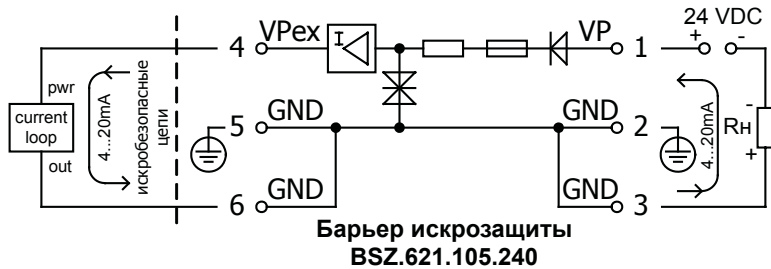 24 VDC
+ -
4 VPex
I
VP 1
pwr
current
loop
out
4...20mA
искробезопасные
цепи
5 GND
GND 2
4...20mA
-
Rн
+
6 GND
GND 3
Барьер искрозащиты
BSZ.621.105.240